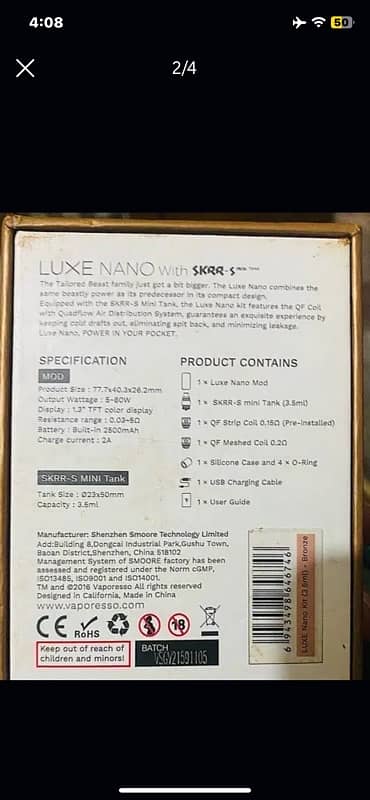 4:08
50
2/4
LUXE NANO With SKRR-S Mini Tank
The Tailored Beast family just got a bit bigger. The Luxe Nano combines the
same beastly power as its predecessor in its compact design.
Equipped with the SKRR-S Mini Tank, the Luxe Nano kit features the QF Coil
with Quadflow Air Distribution System, guarantees an exquisite experience by
keeping cold drafts out, eliminating spit back, and minimizing leakage.
Luxe Nano, POWER IN YOUR POCKET.
SPECIFICATION
MOD
Product Size : 77.7x40.3x26.2mm
Output Wattage : 5-80W
Display : 1.3" TFT color display
Resistance range : 0.03-5Ω
Battery : Built-in 2500mAh
Charge current : 2A
SKRR-S MINI Tank
Tank Size : Ø23x50mm
Capacity : 3.5ml
PRODUCT CONTAINS
1 × Luxe Nano Mod
1 × SKRR-S mini Tank (3.5ml)
1 × QF Strip Coil 0.15Ω (Pre-installed)
1 × QF Meshed Coil 0.2Ω
1 × Silicone Case and 4 × O-Ring
1 × USB Charging Cable
1 × User Guide
Manufacturer: Shenzhen Smoore Technology Limited
Add:Building 8,Dongcai Industrial Park,Gushu Town,
Baoan District,Shenzhen, China 518102
Management System of SMOORE factory has been
assessed and registered under the Norm cGMP,
ISO13485, ISO9001 and ISO14001.
TM and ©2016 Vaporesso All rights reserved
Designed in California, Made in China
www.vaporesso.com
CE RoHS 18
Keep out of reach of
children and minors!
BATCH
VSGV21591105
6 943498 646746
LUXE Nano Kit (3.5ml) - Bronze